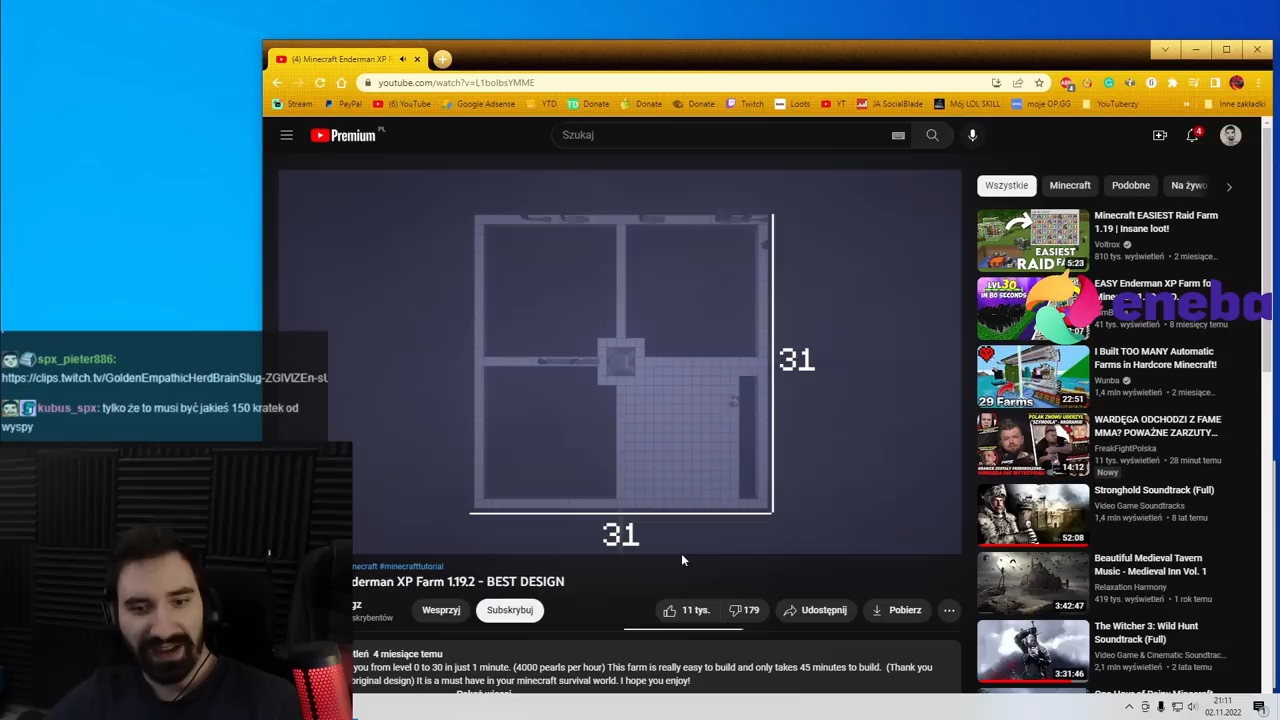 (4) Minecraft Enderman XP F
youtube.com/watch?v=L1boIbsYMME
Stream
PayPal
(6) YouTube
Google Adsense
YTD
Donate
Donate
Donate
Twitch
Loots
YT
JA SocialBlade
Mój LOL SKILL
moje OP.GG
YouTuberzy
»
Inne zakładki
Premium PL
Szukaj
4
31
31
Wszystkie
Minecraft
Podobne
Na żywo
Minecraft EASIEST Raid Farm
1.19 | Insane loot!
Voltrox
810 tys. wyświetleń • 2 miesiące...
EASIEST
RAID FA
5:23
EASY Enderman XP Farm fo
LVL30
IN 80 SECONDS
41 tys. wyświetleń • 8 miesięcy temu
eneba
I Built TOO MANY Automatic
Farms in Hardcore Minecraft!
Wunba
1,4 mln wyświetleń • 2 miesiące...
29 Farms
22:51
WARDĘGA ODCHODZI Z FAME
MMA? POWAŻNE ZARZUTY...
FreakFightPolska
11 tys. wyświetleń • 28 minut temu
Nowy
14:12
Stronghold Soundtrack (Full)
Video Game Soundtracks
1,4 mln wyświetleń • 8 lat temu
52:08
Beautiful Medieval Tavern
Music - Medieval Inn Vol. 1
Relaxation Harmony
419 tys. wyświetleń • 1 rok temu
3:42:47
The Witcher 3: Wild Hunt
Soundtrack (Full)
Video Game & Cinematic Soundtrac...
2,1 mln wyświetleń • 2 lata temu
3:31:46
spx_pieter886:
https://clips.twitch.tv/GoldenEmpathicHerdBrainSlug-ZGIVIZEn-sU
kubus_spx: tylko że to musi być jakieś 150 kratek od
wyspy
necraft #minecrafttutorial
derman XP Farm 1.19.2 - BEST DESIGN
gz
skrybentów
Wesprzyj
Subskrybuj
11 tys.
179
Udostępnij
Pobierz
tleń 4 miesiące temu
you from level 0 to 30 in just 1 minute. (4000 pearls per hour) This farm is really easy to build and only takes 45 minutes to build. (Thank you
original design) It is a must have in your minecraft survival world. I hope you enjoy!
21:11
02.11.2022